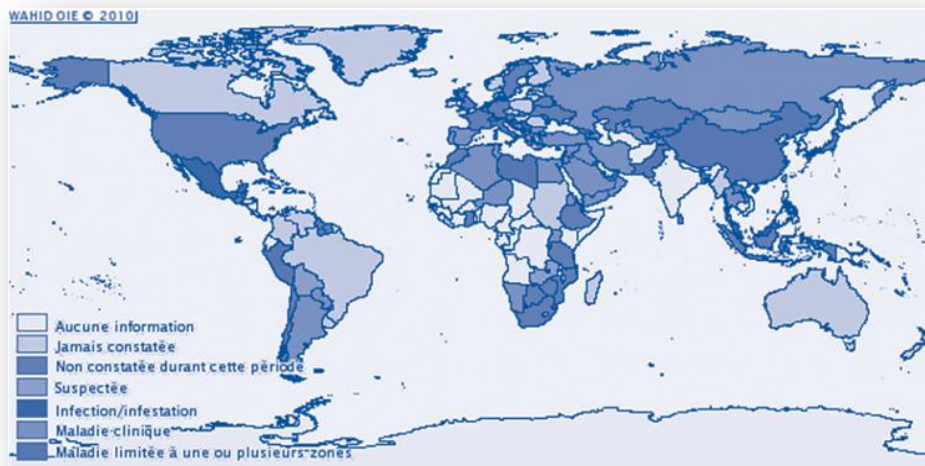 WAHID OIE © 2010
Aucune information
Jamais constatée
Non constatée durant cette période
Suspectée
Infection/infestation
Maladie clinique
Maladie limitée à une ou plusieurs zones